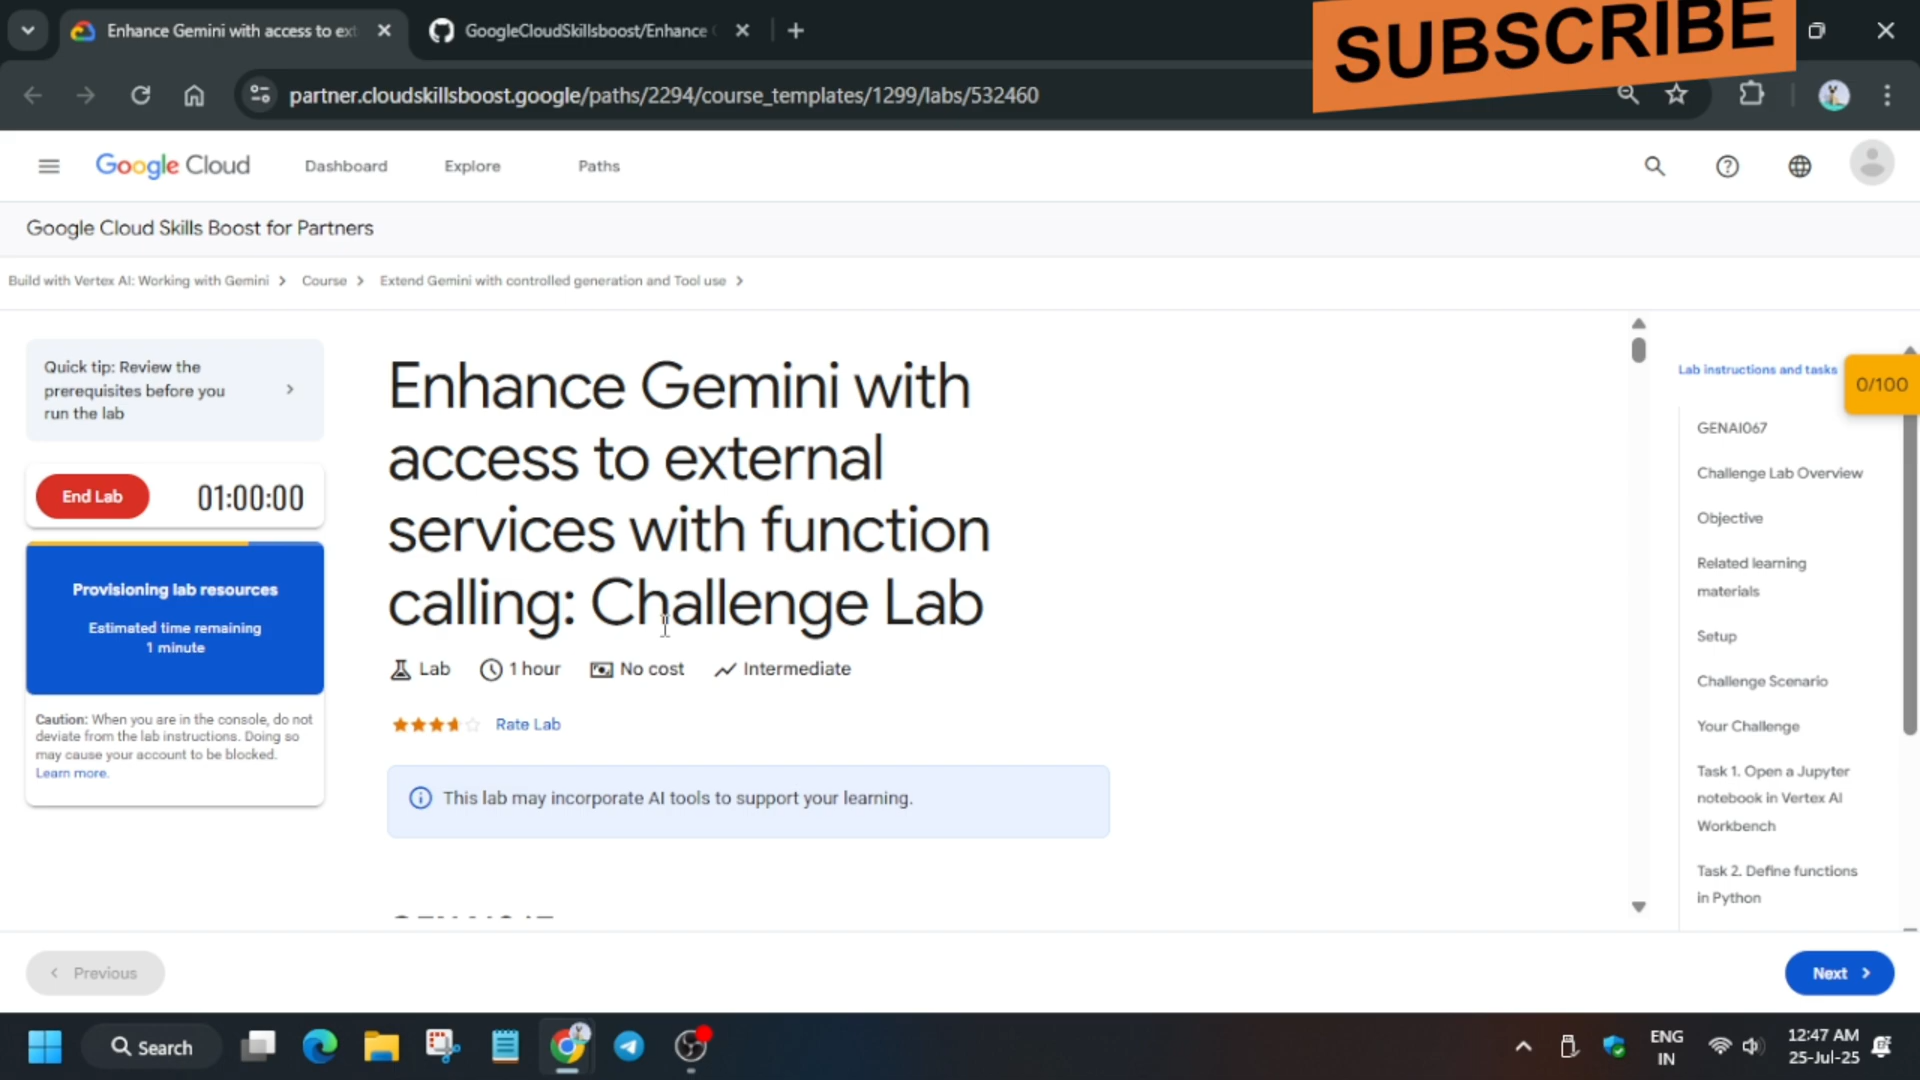 Enhance Gemini with access to ext
GoogleCloudSkillsboost/Enhance
SUBSCRIBE
partner.cloudskillsboost.google/paths/2294/course_templates/1299/labs/532460
Google Cloud
Dashboard
Explore
Paths
Google Cloud Skills Boost for Partners
Build with Vertex AI: Working with Gemini
Course
Extend Gemini with controlled generation and Tool use
Quick tip: Review the
prerequisites before you
run the lab
End Lab
01:00:00
Provisioning lab resources
Estimated time remaining
1 minute
Caution: When you are in the console, do not
deviate from the lab instructions. Doing so
may cause your account to be blocked.
Learn more.
Enhance Gemini with
access to external
services with function
calling: Challenge Lab
Lab
1 hour
No cost
Intermediate
Rate Lab
This lab may incorporate AI tools to support your learning.
Lab instructions and tasks
0/100
GENAI067
Challenge Lab Overview
Objective
Related learning
materials
Setup
Challenge Scenario
Your Challenge
Task 1. Open a Jupyter
notebook in Vertex AI
Workbench
Task 2. Define functions
in Python
Previous
Next
Search
ENG
IN
12:47 AM
25-Jul-25